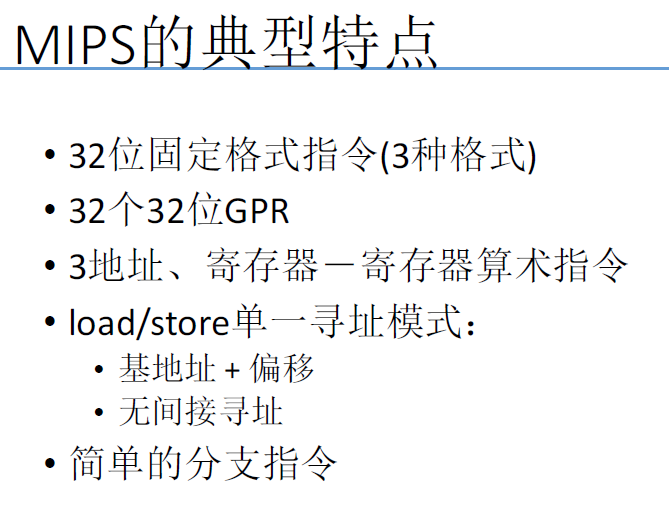 MIPS的典型特点
• 32位固定格式指令(3种格式)
• 32个32位GPR
• 3地址、寄存器－寄存器算术指令
• load/store单一寻址模式：
• 基地址 + 偏移
• 无间接寻址
• 简单的分支指令